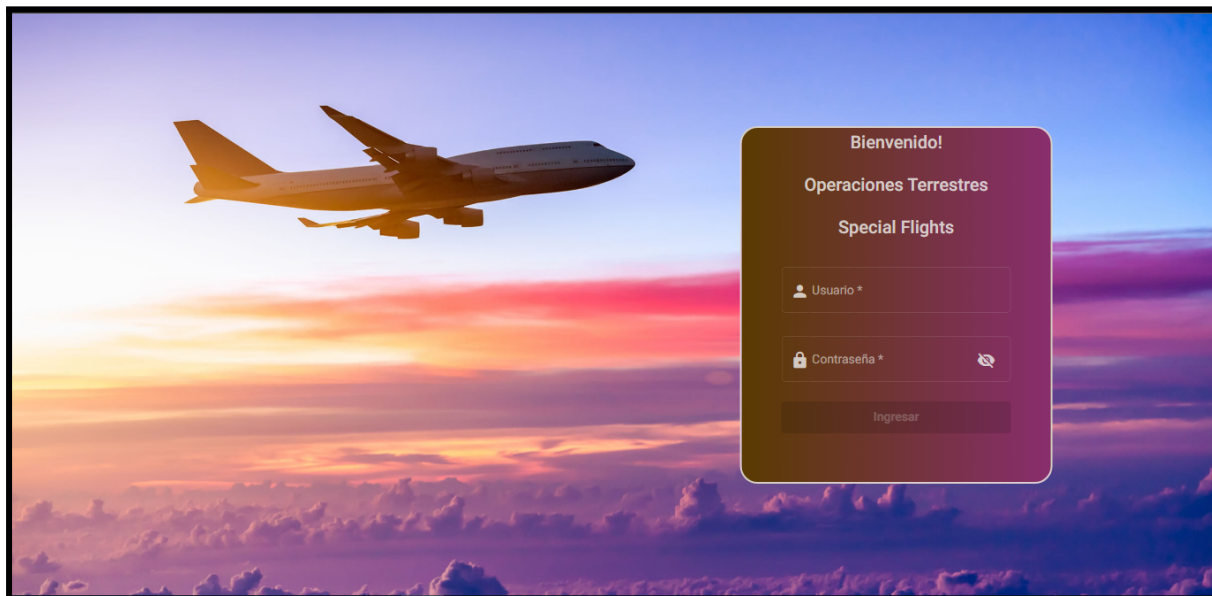 Bienvenido!
Operaciones Terrestres
Special Flights
Usuario *
Contraseña *
Ingresar